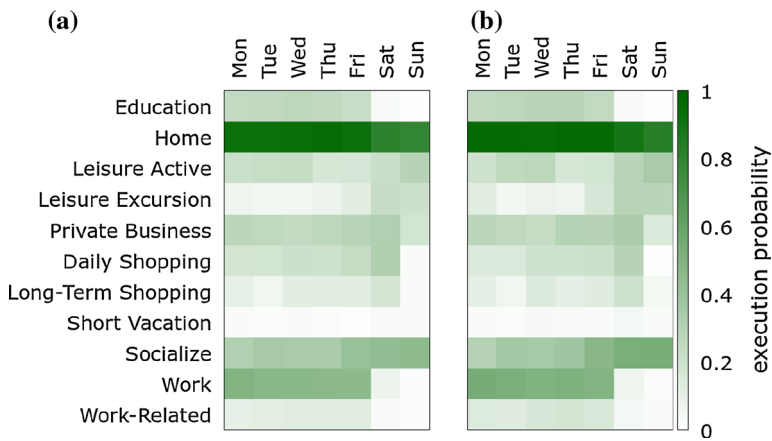 (a)
(b)
Mon Tue Wed Thu Fri Sat Sun
Mon Tue Wed Thu Fri Sat Sun
Education
Home
Leisure Active
Leisure Excursion
Private Business
Daily Shopping
Long-Term Shopping
Short Vacation
Socialize
Work
Work-Related
1
0.8
0.6
0.4
0.2
0
execution probability